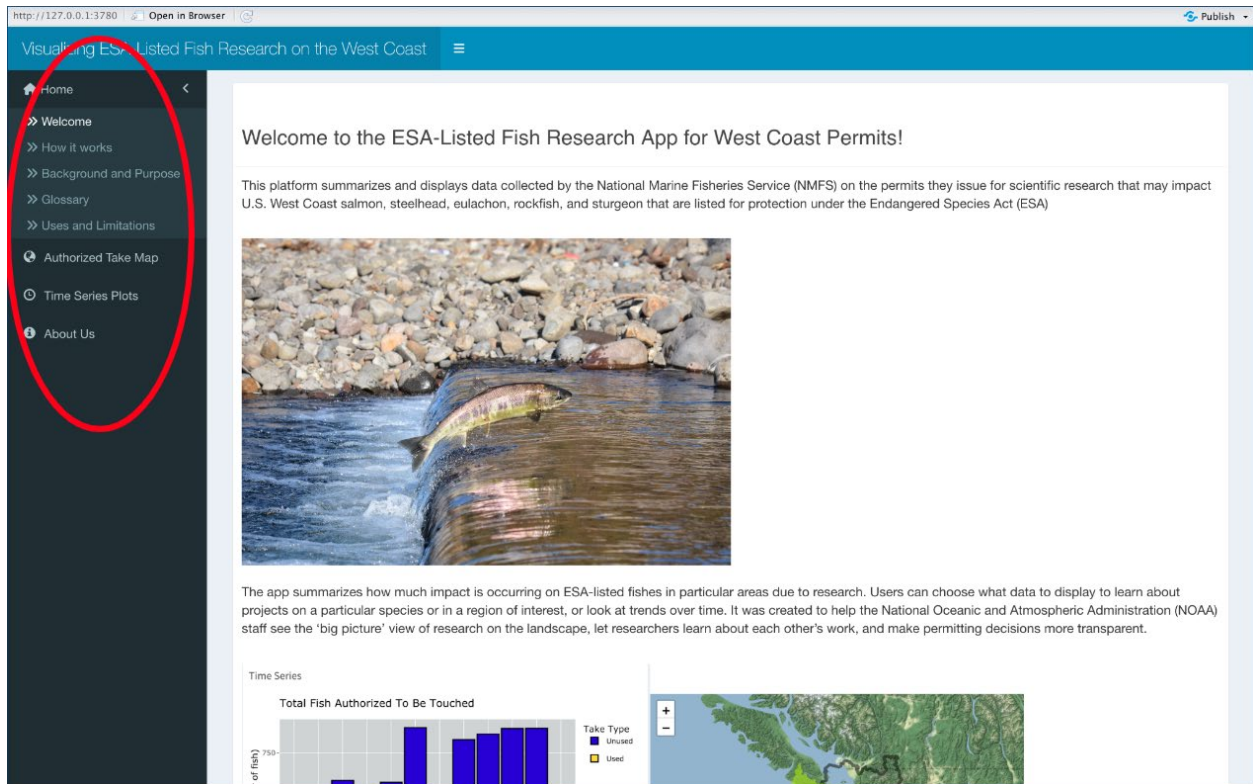 http://127.0.0.1:3780
Open in Browser
Publish
Visualizing ESA-Listed Fish Research on the West Coast
Home
Welcome
How it works
Background and Purpose
Glossary
Uses and Limitations
Authorized Take Map
Time Series Plots
About Us
Welcome to the ESA-Listed Fish Research App for West Coast Permits!
This platform summarizes and displays data collected by the National Marine Fisheries Service (NMFS) on the permits they issue for scientific research that may impact
U.S. West Coast salmon, steelhead, eulachon, rockfish, and sturgeon that are listed for protection under the Endangered Species Act (ESA)
The app summarizes how much impact is occurring on ESA-listed fishes in particular areas due to research. Users can choose what data to display to learn about
projects on a particular species or in a region of interest, or look at trends over time. It was created to help the National Oceanic and Atmospheric Administration (NOAA)
staff see the ‘big picture’ view of research on the landscape, let researchers learn about each other’s work, and make permitting decisions more transparent.
Time Series
Total Fish Authorized To Be Touched
Take Type
Unused
Used
750
of fish)
+
−